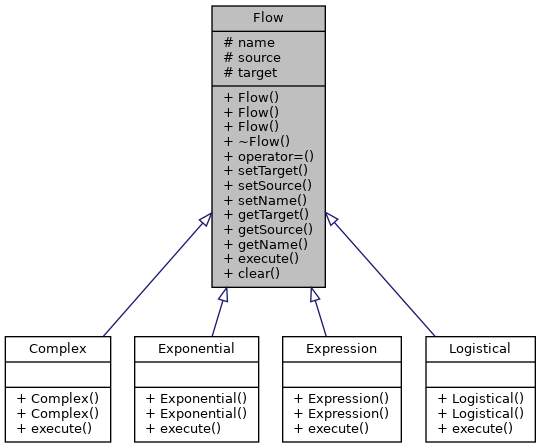 Flow
# name
# source
# target
+ Flow()
+ Flow()
+ Flow()
+ ~Flow()
+ operator=()
+ setTarget()
+ setSource()
+ setName()
+ getTarget()
+ getSource()
+ getName()
+ execute()
+ clear()
Complex
+ Complex()
+ Complex()
+ execute()
Exponential
+ Exponential()
+ Exponential()
+ execute()
Expression
+ Expression()
+ Expression()
+ execute()
Logistical
+ Logistical()
+ Logistical()
+ execute()